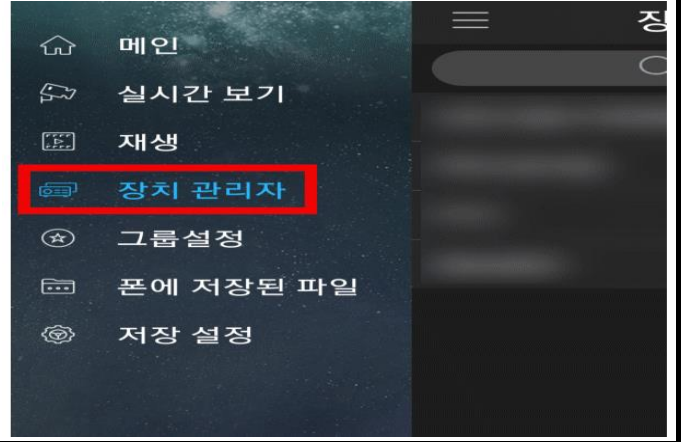 메인
실시간 보기
재생
장치 관리자
그룹설정
폰에 저장된 파일
저장 설정
장